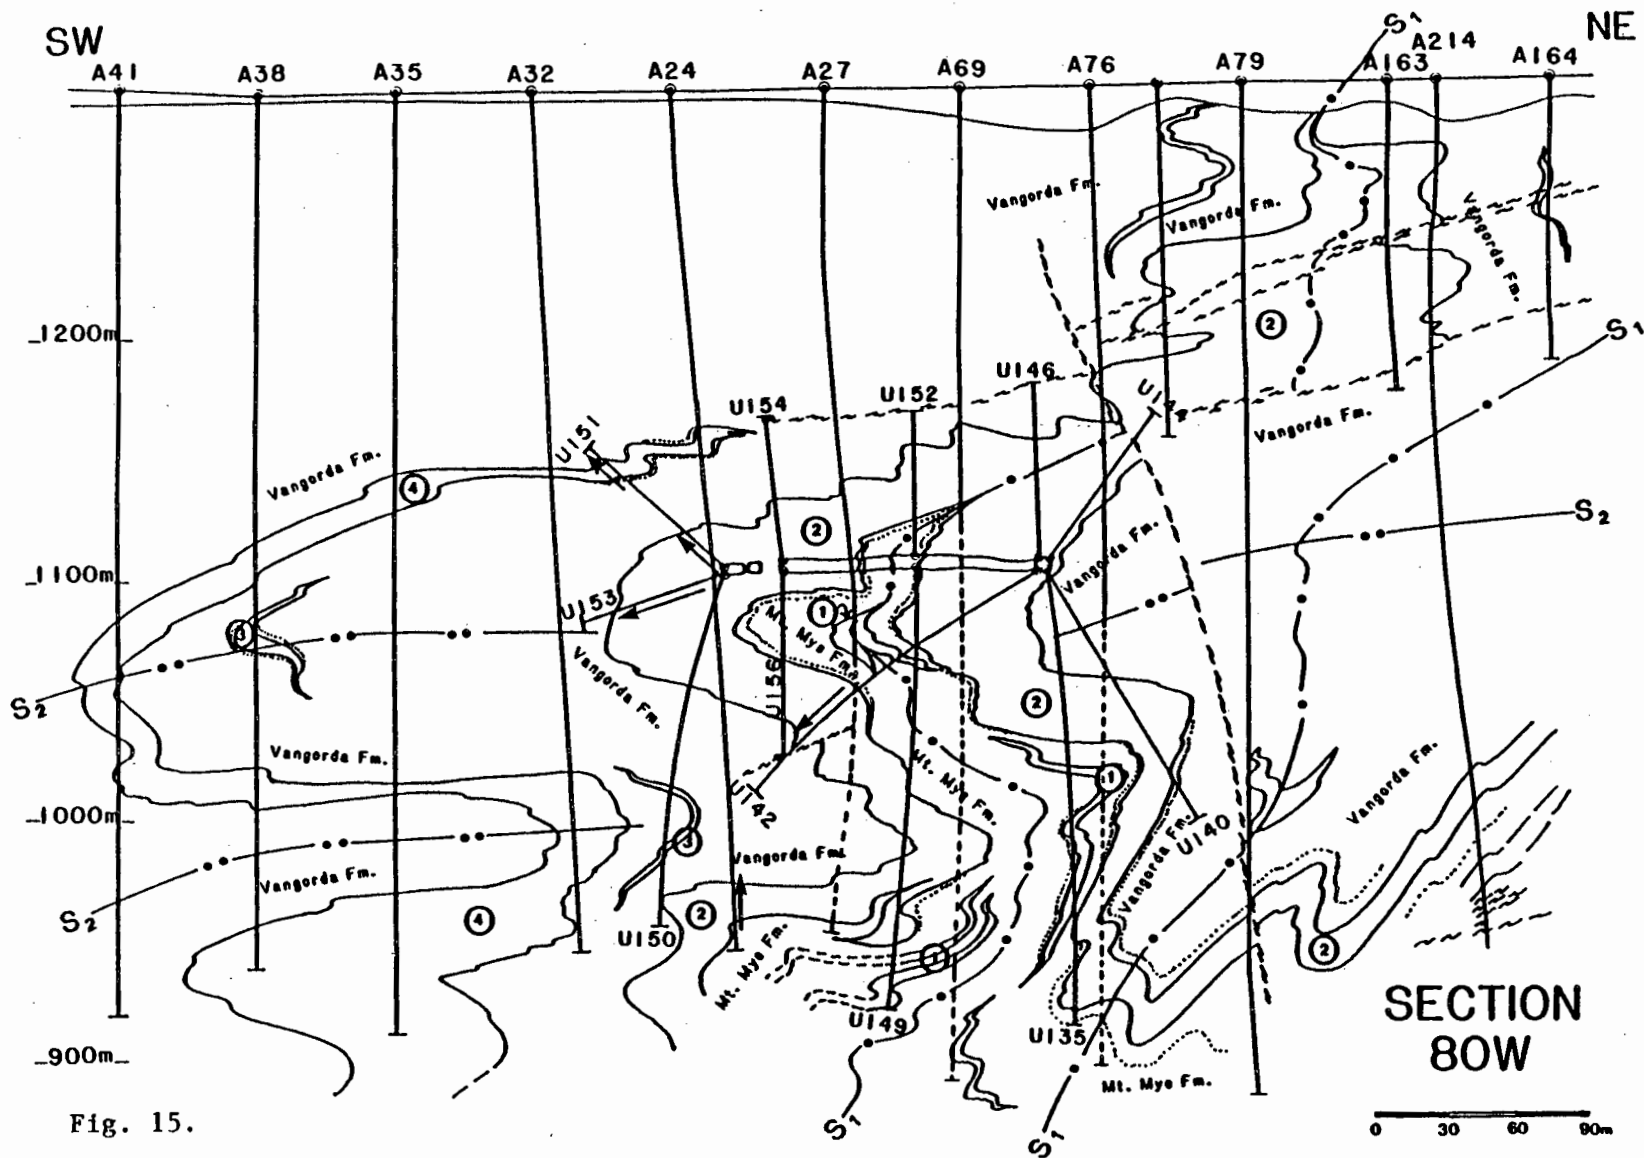 SW
NE
A41
A38
A35
A32
A24
A27
A69
A76
A79
S1
A163
A214
A164
Vangorda Fm.
Vangorda Fm.
Vangorda Fm.
_1200m_
②
S1
U146
U154
U152
U151
Vangorda Fm.
Vangorda Fm.
④
②
S2
Vangorda Fm.
_1100m_
U153
①
③
Mt. Mye Fm.
Vangorda Fm.
U156
②
S2
Vangorda Fm.
Mt. Mye Fm.
①
Vangorda Fm.
U142
_1000m_
③
Vangorda Fm.
U140
Vangorda Fm.
Vangorda Fm.
S2
④
②
U150
Mt. Mye Fm.
①
②
U149
U135
SECTION
80W
_900m_
Mt. Mye Fm.
Fig. 15.
S1
S1
0 30 60 90m